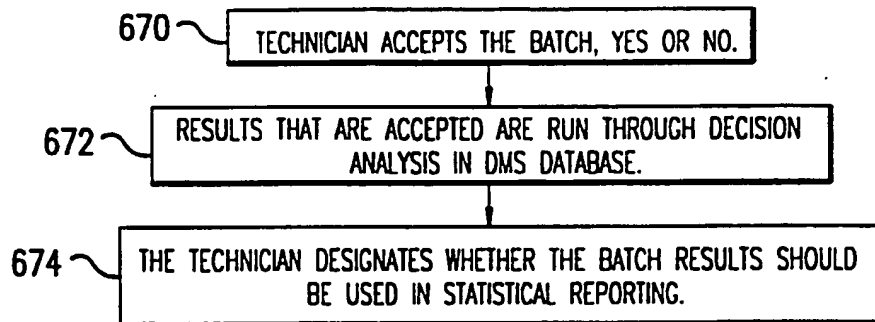 670
TECHNICIAN ACCEPTS THE BATCH, YES OR NO.
672
RESULTS THAT ARE ACCEPTED ARE RUN THROUGH DECISION
ANALYSIS IN DMS DATABASE.
674
THE TECHNICIAN DESIGNATES WHETHER THE BATCH RESULTS SHOULD
BE USED IN STATISTICAL REPORTING.